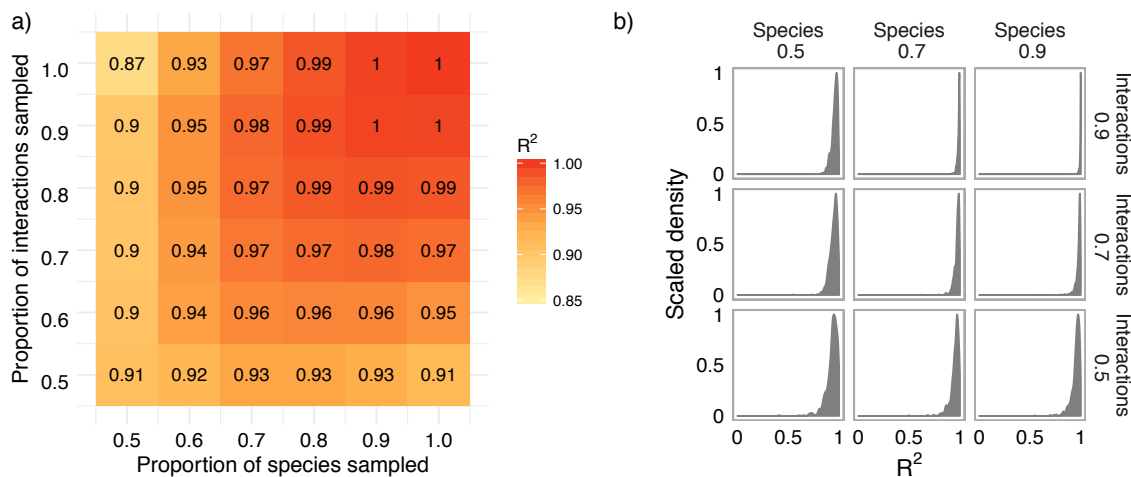 a)
Proportion of interactions sampled
1.0
0.87 0.93 0.97 0.99 1 1
0.9
0.9 0.95 0.98 0.99 1 1
0.8
0.9 0.95 0.97 0.99 0.99 0.99
0.7
0.9 0.94 0.97 0.97 0.98 0.97
0.6
0.9 0.94 0.96 0.96 0.96 0.95
0.5
0.91 0.92 0.93 0.93 0.93 0.91
0.5 0.6 0.7 0.8 0.9 1.0
Proportion of species sampled
R²
1.00
0.95
0.90
0.85
b)
Species 0.5
Species 0.7
Species 0.9
Scaled density
1
0.5
0
Interactions 0.9
1
0.5
0
Interactions 0.7
1
0.5
0
Interactions 0.5
0 0.5 1
0 0.5 1
0 0.5 1
R²